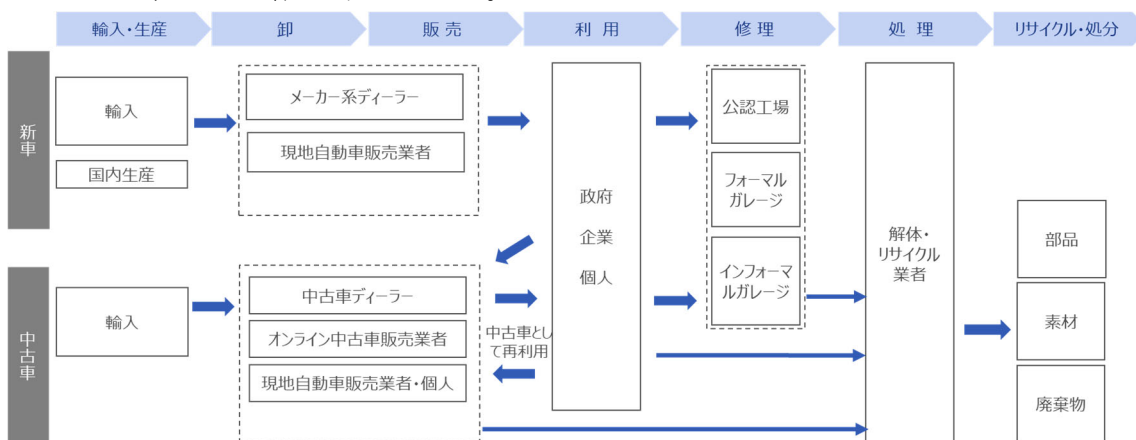 輸入・生産
卸
販売
利用
修理
処理
リサイクル・処分
新車
輸入
国内生産
メーカー系ディーラー
現地自動車販売業者
政府
企業
個人
公認工場
フォーマル
ガレージ
インフォーマ
ルガレージ
解体・
リサイクル
業者
部品
素材
廃棄物
中古車
輸入
中古車ディーラー
オンライン中古車販売業者
現地自動車販売業者・個人
中古車とし
て再利用